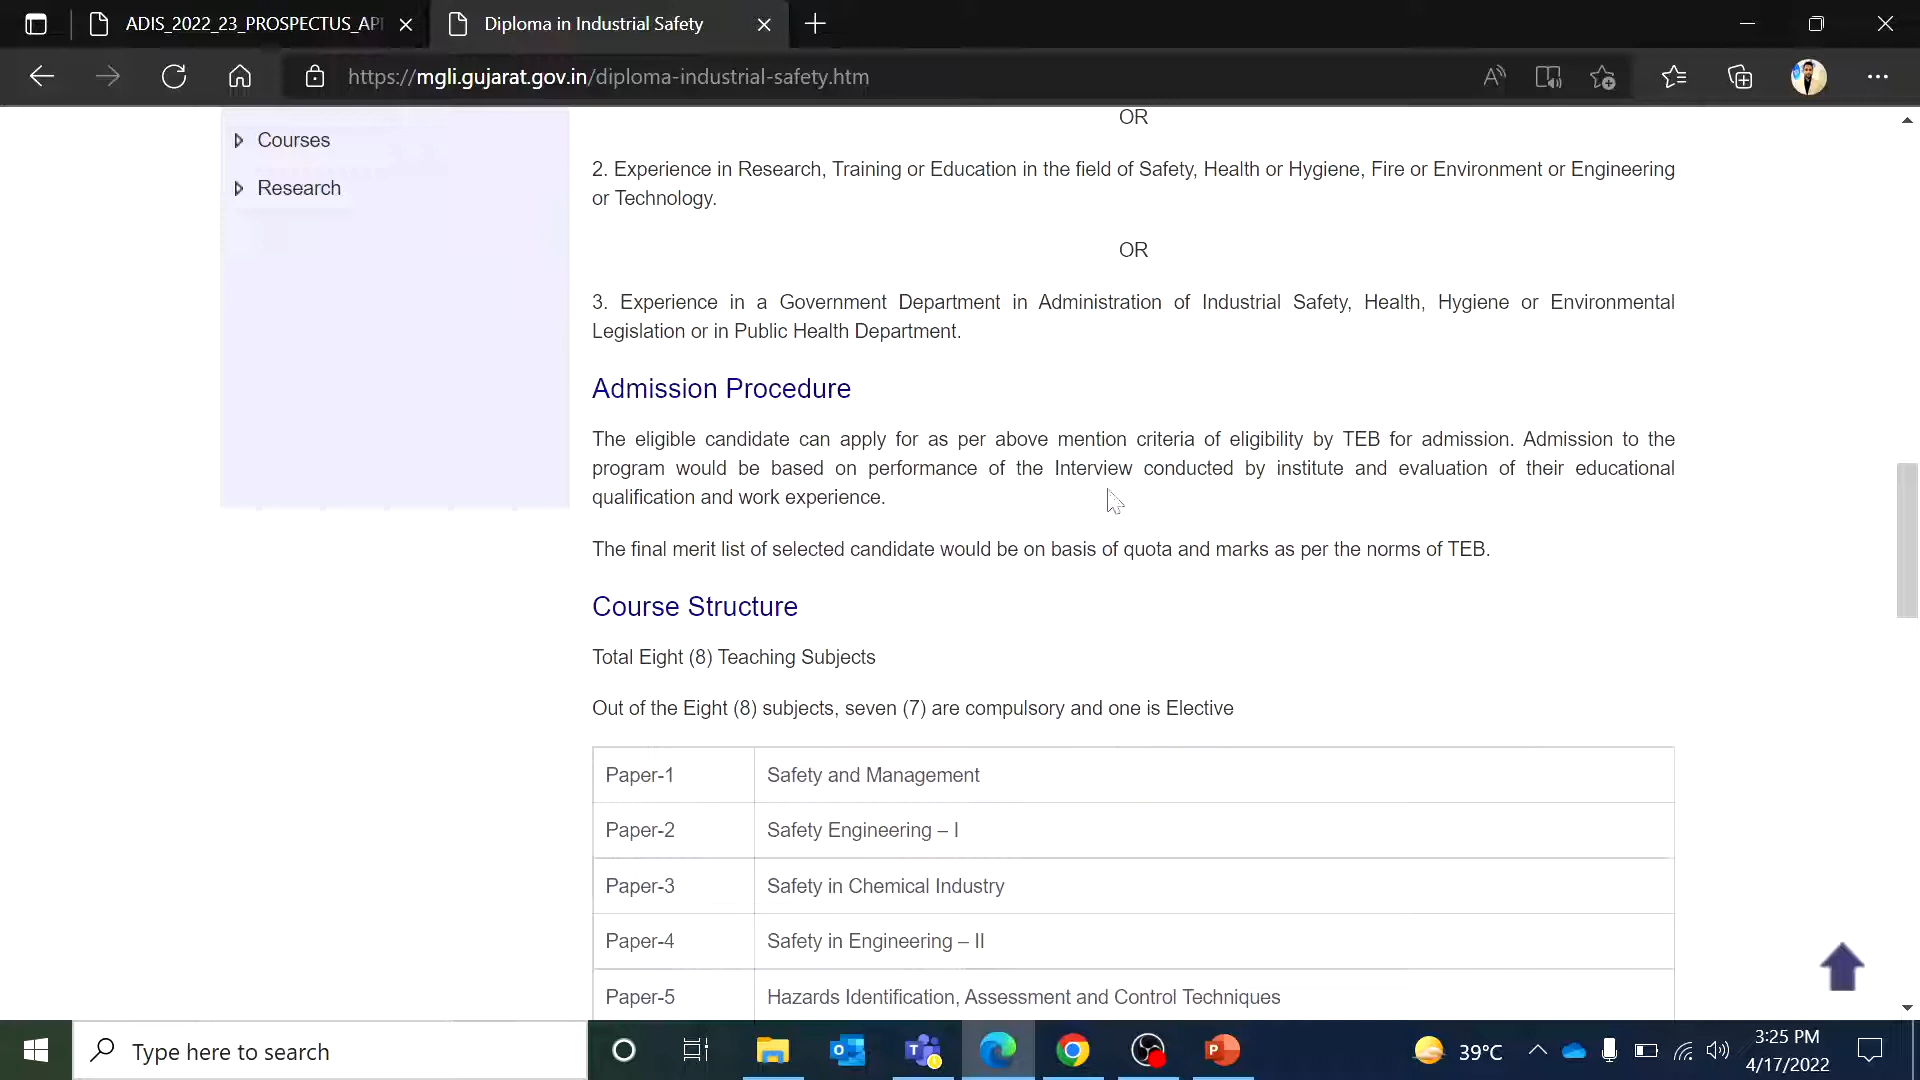 ADIS_2022_23_PROSPECTUS_API
Diploma in Industrial Safety
https://mgli.gujarat.gov.in/diploma-industrial-safety.htm
Courses
Research
OR
2. Experience in Research, Training or Education in the field of Safety, Health or Hygiene, Fire or Environment or Engineering
or Technology.
OR
3. Experience in a Government Department in Administration of Industrial Safety, Health, Hygiene or Environmental
Legislation or in Public Health Department.
Admission Procedure
The eligible candidate can apply for as per above mention criteria of eligibility by TEB for admission. Admission to the
program would be based on performance of the Interview conducted by institute and evaluation of their educational
qualification and work experience.
The final merit list of selected candidate would be on basis of quota and marks as per the norms of TEB.
Course Structure
Total Eight (8) Teaching Subjects
Out of the Eight (8) subjects, seven (7) are compulsory and one is Elective
Paper-1 Safety and Management
Paper-2 Safety Engineering – I
Paper-3 Safety in Chemical Industry
Paper-4 Safety in Engineering – II
Paper-5 Hazards Identification, Assessment and Control Techniques
Type here to search
39°C
3:25 PM
4/17/2022